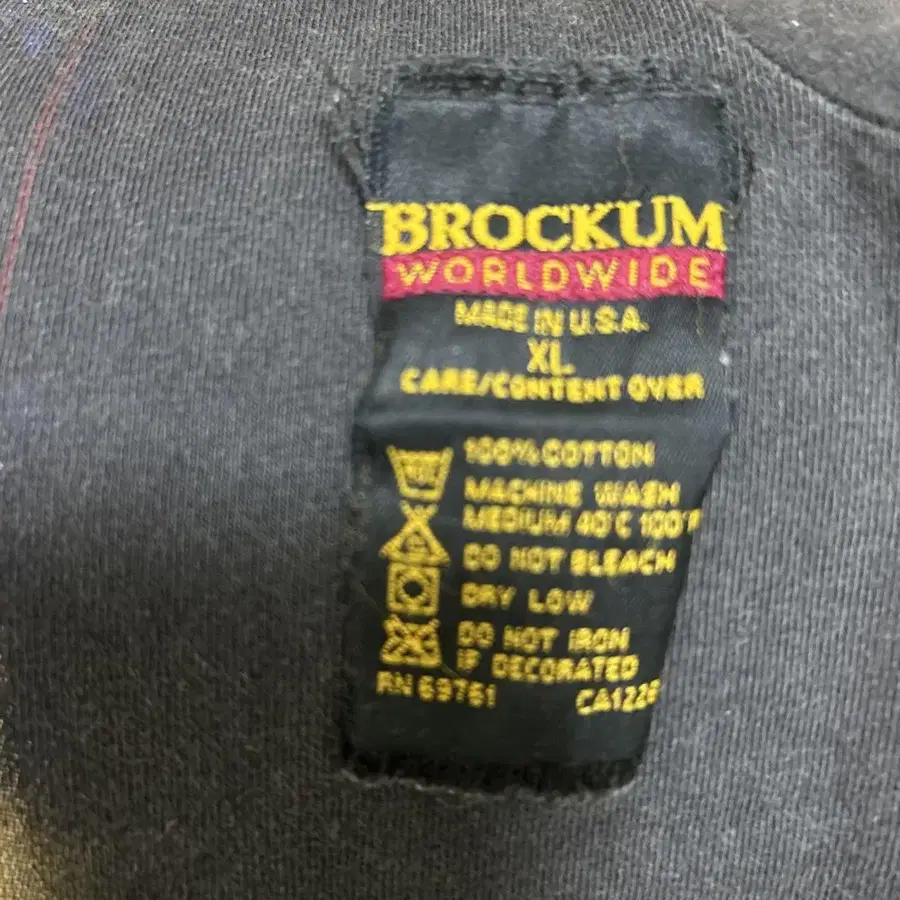 BROCKUM
WORLDWIDE
MADE IN U.S.A.
XL
CARE/CONTENT OVER
100% COTTON
MACHINE WASH
MEDIUM 40°C 100°F
DO NOT BLEACH
DRY LOW
DO NOT IRON
IF DECORATED
RN 69761